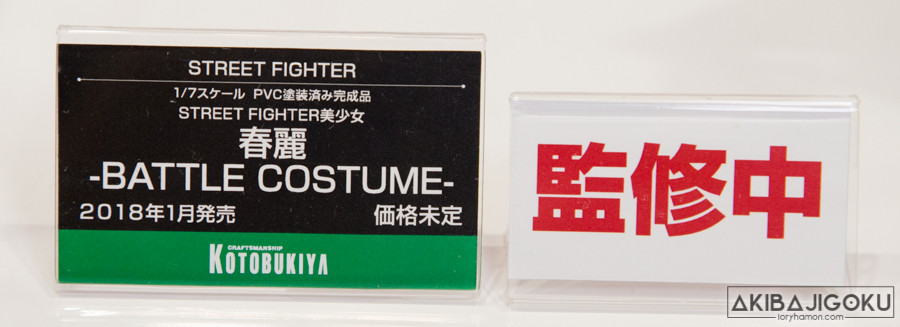 STREET FIGHTER
1/7スケール PVC塗装済み完成品
STREET FIGHTER美少女
春麗
-BATTLE COSTUME-
2018年1月発売 価格未定
CRAFTSMANSHIP
KOTOBUKIYA
監修中
AKIBAJIGOKU
loryhamon.com